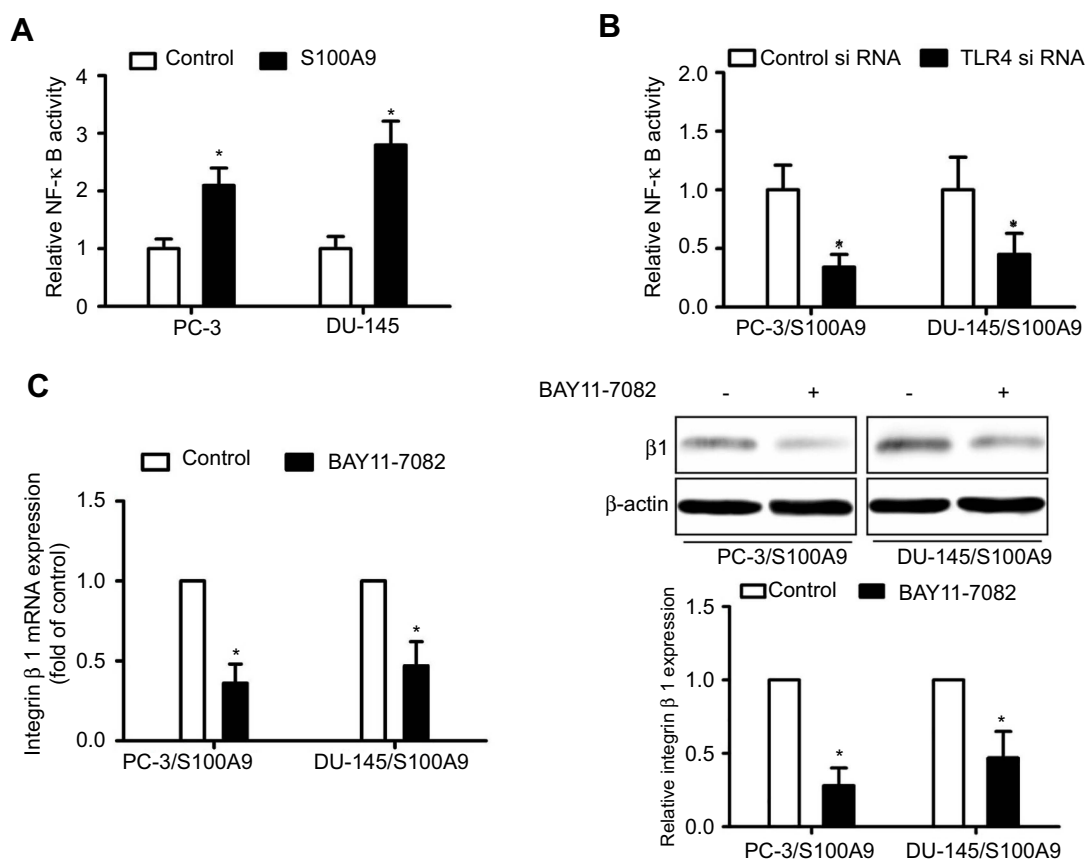 A
Control S100A9
Relative NF-κ B activity
4
3
2
1
0
*
*
PC-3 DU-145
B
Control si RNA TLR4 si RNA
Relative NF-κ B activity
2.0
1.5
1.0
0.5
0.0
*
*
PC-3/S100A9 DU-145/S100A9
C
Control BAY11-7082
Integrin β 1 mRNA expression
(fold of control)
1.5
1.0
0.5
0.0
*
*
PC-3/S100A9 DU-145/S100A9
BAY11-7082 - + - +
β1
β-actin
PC-3/S100A9 DU-145/S100A9
Control BAY11-7082
Relative integrin β 1 expression
1.5
1.0
0.5
0.0
*
*
PC-3/S100A9 DU-145/S100A9